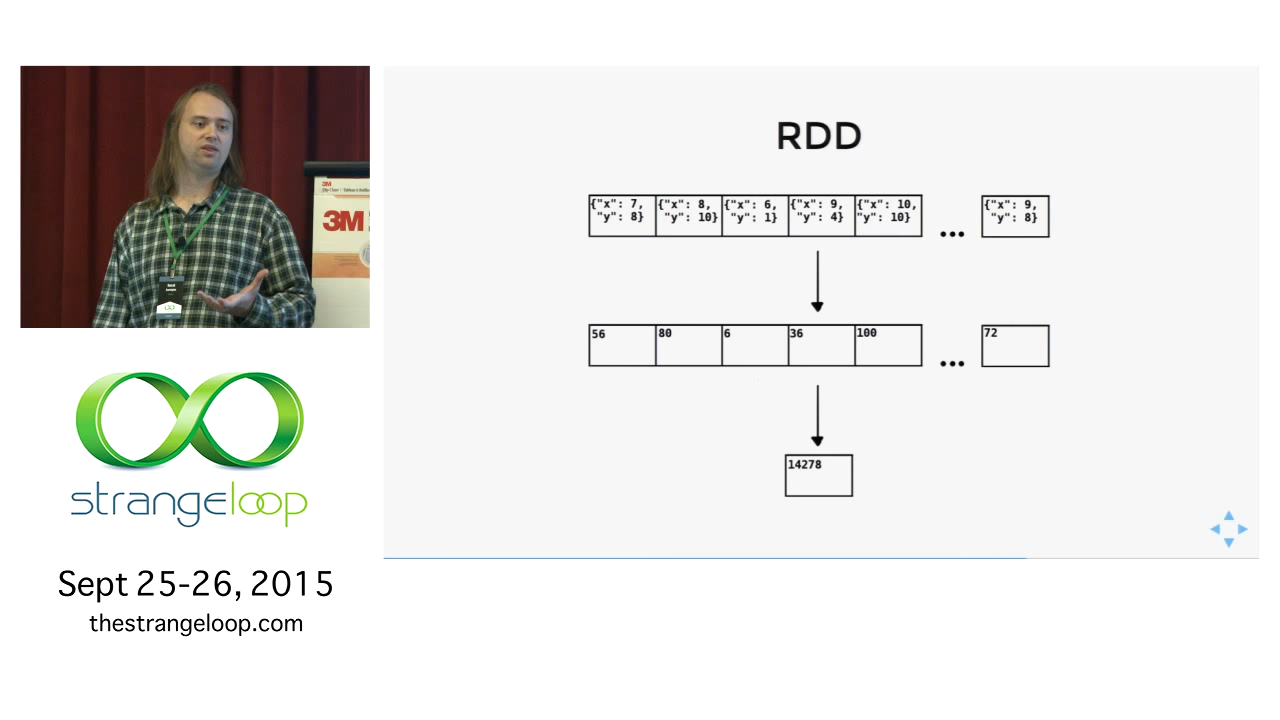 RDD
{"x": 7, {"x": 8, {"x": 6, {"x": 9, {"x": 10, {"x": 9,
"y": 8} "y": 10} "y": 1} "y": 4} "y": 10} ... "y": 8}
56 80 6 36 100 ... 72
14278
3M
3M
strangeloop
Sept 25-26, 2015
thestrangeloop.com